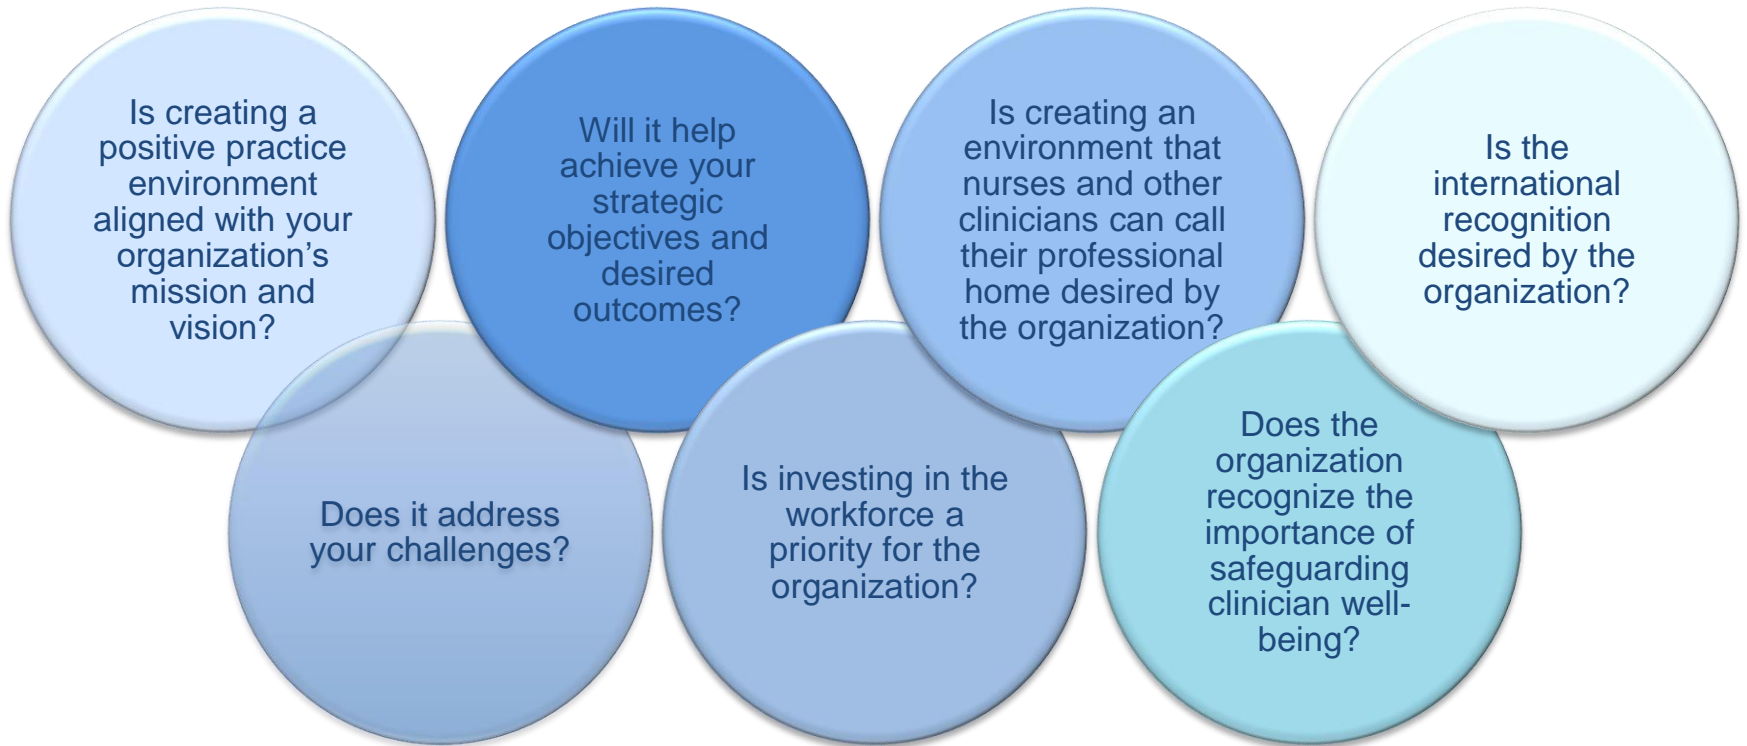 Is creating a
positive practice
environment
aligned with your
organization’s
mission and
vision?
Does it address
your challenges?
Will it help
achieve your
strategic
objectives and
desired
outcomes?
Is investing in the
workforce a
priority for the
organization?
Is creating an
environment that
nurses and other
clinicians can call
their professional
home desired by
the organization?
Does the
organization
recognize the
importance of
safeguarding
clinician well-
being?
Is the
international
recognition
desired by the
organization?